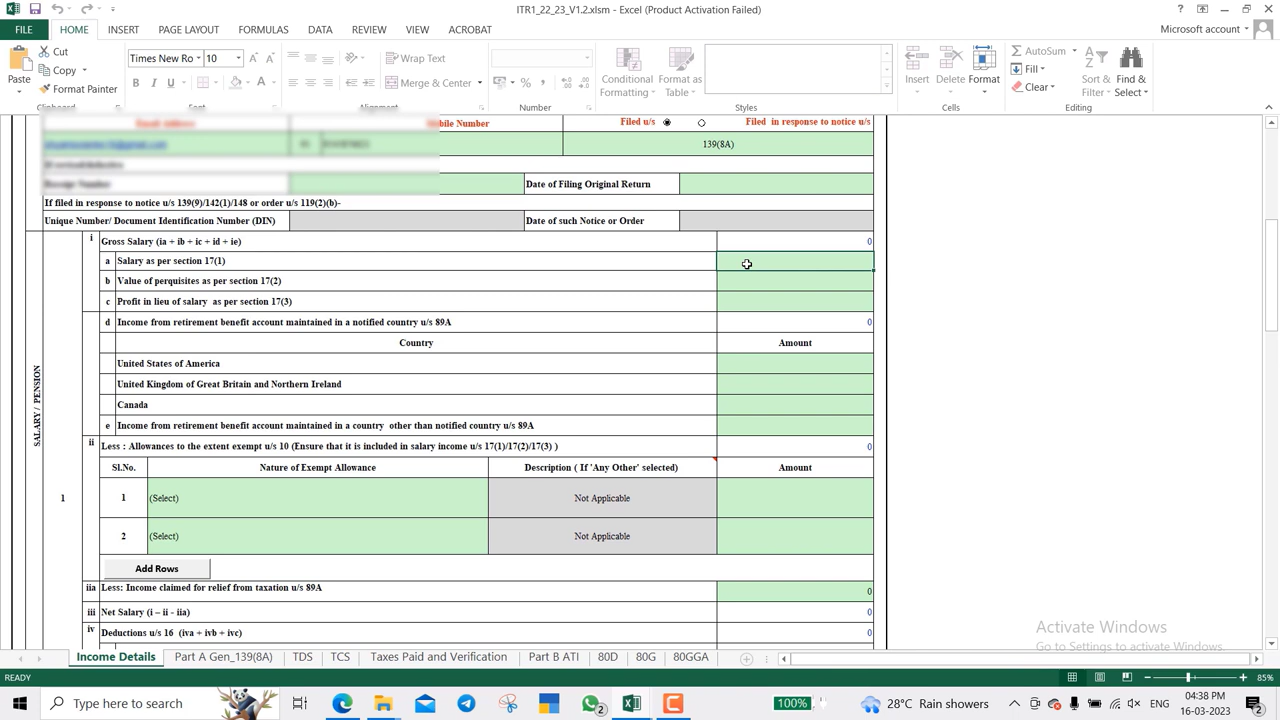 ITR1_22_23_V1.2.xlsm - Excel (Product Activation Failed)
FILE HOME INSERT PAGE LAYOUT FORMULAS DATA REVIEW VIEW ACROBAT Microsoft account
Paste Cut Copy Format Painter
Times New Ro 10
B I U A
Wrap Text
Merge & Center
%
Conditional Formatting Format as Table
Insert Delete Format
AutoSum Fill Clear
Sort & Filter Find & Select
Clipboard Font Alignment Number Styles Cells Editing
Email Address Mobile Number Filed u/s Filed in response to notice u/s
139(8A)
Receipt Number Date of Filing Original Return
If filed in response to notice u/s 139(9)/142(1)/148 or order u/s 119(2)(b)-
Unique Number/ Document Identification Number (DIN) Date of such Notice or Order
SALARY / PENSION
1
i Gross Salary (ia + ib + ic + id + ie) 0
a Salary as per section 17(1)
b Value of perquisites as per section 17(2)
c Profit in lieu of salary as per section 17(3)
d Income from retirement benefit account maintained in a notified country u/s 89A 0
Country Amount
United States of America
United Kingdom of Great Britain and Northern Ireland
Canada
e Income from retirement benefit account maintained in a country other than notified country u/s 89A
ii Less : Allowances to the extent exempt u/s 10 (Ensure that it is included in salary income u/s 17(1)/17(2)/17(3) ) 0
Sl.No. Nature of Exempt Allowance Description ( If 'Any Other' selected) Amount
1 (Select) Not Applicable
2 (Select) Not Applicable
Add Rows
iia Less: Income claimed for relief from taxation u/s 89A 0
iii Net Salary (i – ii - iia) 0
iv Deductions u/s 16 (iva + ivb + ivc) 0
Activate Windows
Go to Settings to activate Windows.
Income Details Part A Gen_139(8A) TDS TCS Taxes Paid and Verification Part B ATI 80D 80G 80GGA
READY 85%
Type here to search 2 100% 28°C Rain showers ENG 04:38 PM 16-03-2023 2